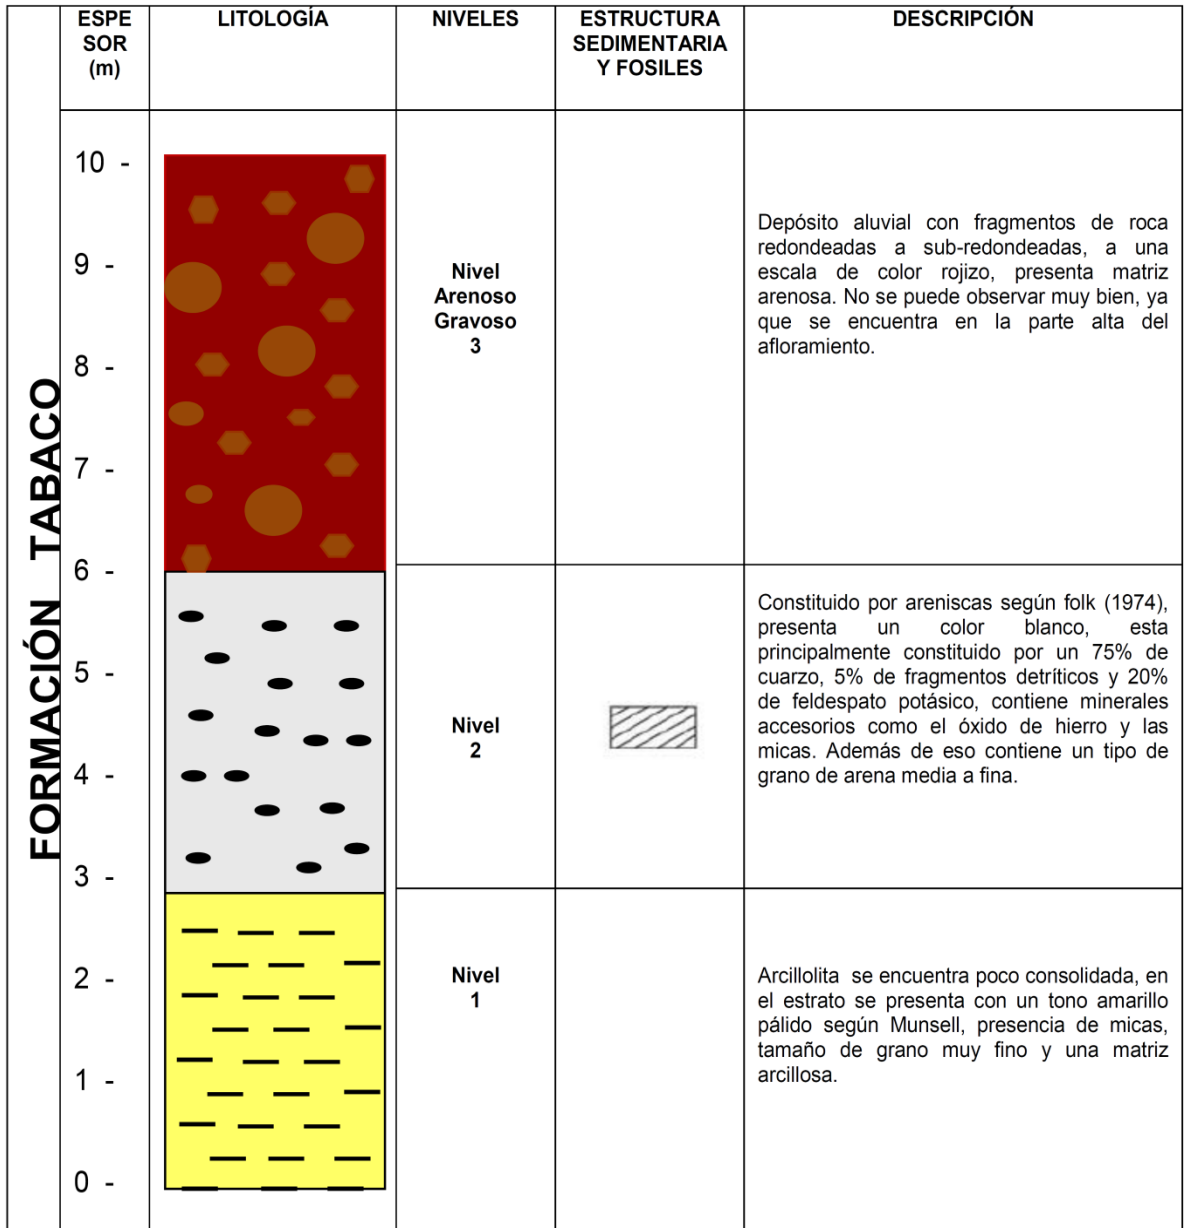 ESPE
SOR
(m)
LITOLOGÍA
NIVELES
ESTRUCTURA
SEDIMENTARIA
Y FOSILES
DESCRIPCIÓN
FORMACIÓN TABACO
10 -
9 -
8 -
7 -
6 -
5 -
4 -
3 -
2 -
1 -
0 -
Nivel
Arenoso
Gravoso
3
Depósito aluvial con fragmentos de roca
redondeadas a sub-redondeadas, a una
escala de color rojizo, presenta matriz
arenosa. No se puede observar muy bien, ya
que se encuentra en la parte alta del
afloramiento.
Nivel
2
Constituido por areniscas según folk (1974),
presenta un color blanco, esta
principalmente constituido por un 75% de
cuarzo, 5% de fragmentos detríticos y 20%
de feldespato potásico, contiene minerales
accesorios como el óxido de hierro y las
micas. Además de eso contiene un tipo de
grano de arena media a fina.
Nivel
1
Arcillolita se encuentra poco consolidada, en
el estrato se presenta con un tono amarillo
pálido según Munsell, presencia de micas,
tamaño de grano muy fino y una matriz
arcillosa.